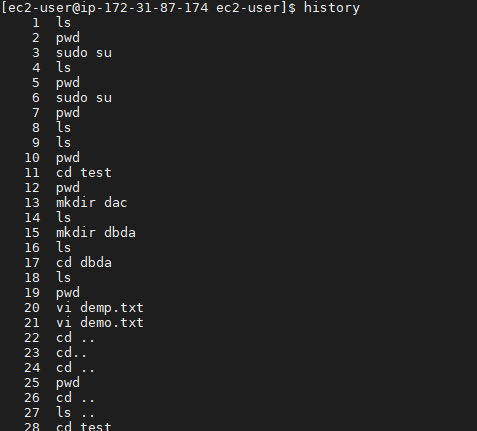 [ec2-user@ip-172-31-87-174 ec2-user]$ history
1 ls
2 pwd
3 sudo su
4 ls
5 pwd
6 sudo su
7 pwd
8 ls
9 ls
10 pwd
11 cd test
12 pwd
13 mkdir dac
14 ls
15 mkdir dbda
16 ls
17 cd dbda
18 ls
19 pwd
20 vi demp.txt
21 vi demo.txt
22 cd ..
23 cd..
24 cd ..
25 pwd
26 cd ..
27 ls ..
28 cd test